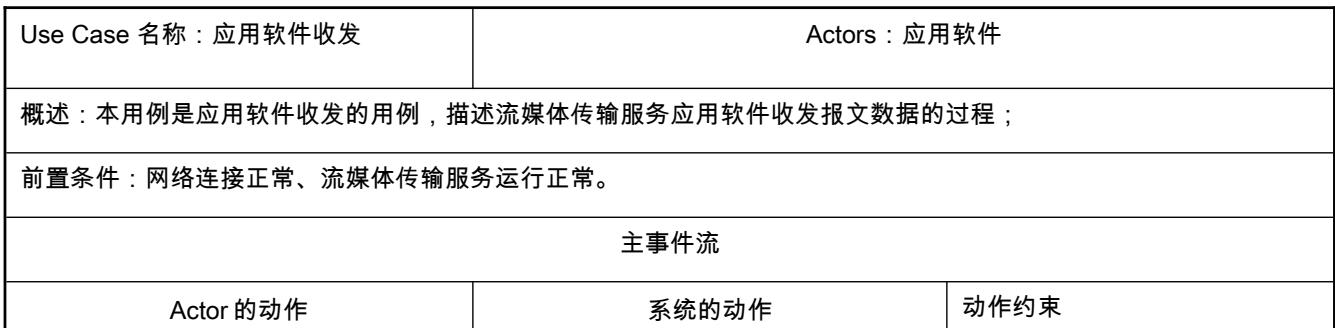 Use Case 名称：应用软件收发
Actors：应用软件
概述：本用例是应用软件收发的用例，描述流媒体传输服务应用软件收发报文数据的过程；
前置条件：网络连接正常、流媒体传输服务运行正常。
主事件流
Actor 的动作
系统的动作
动作约束